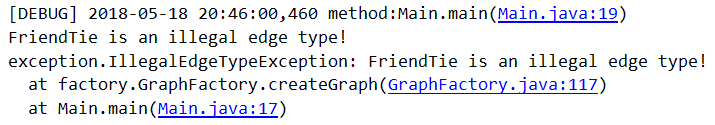 [DEBUG] 2018-05-18 20:46:00,460 method:Main.main(Main.java:19)
FriendTie is an illegal edge type!
exception.IllegalEdgeTypeException: FriendTie is an illegal edge type!
at factory.GraphFactory.createGraph(GraphFactory.java:117)
at Main.main(Main.java:17)